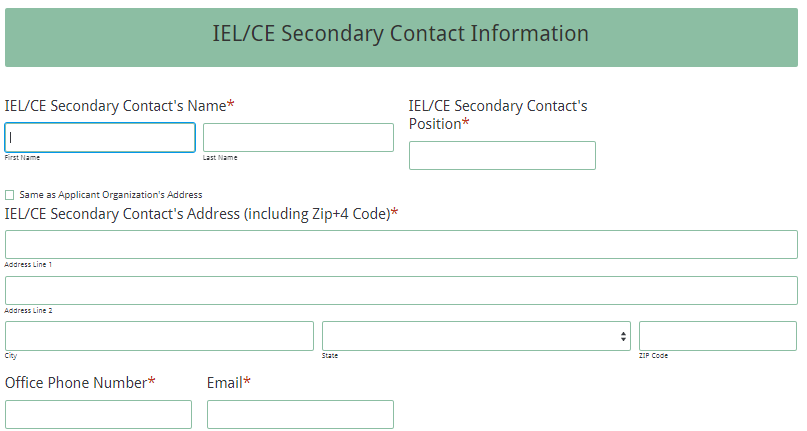 IEL/CE Secondary Contact Information
IEL/CE Secondary Contact's Name*
First Name
Last Name
IEL/CE Secondary Contact's
Position*
Same as Applicant Organization's Address
IEL/CE Secondary Contact's Address (including Zip+4 Code)*
Address Line 1
Address Line 2
City
State
ZIP Code
Office Phone Number*
Email*